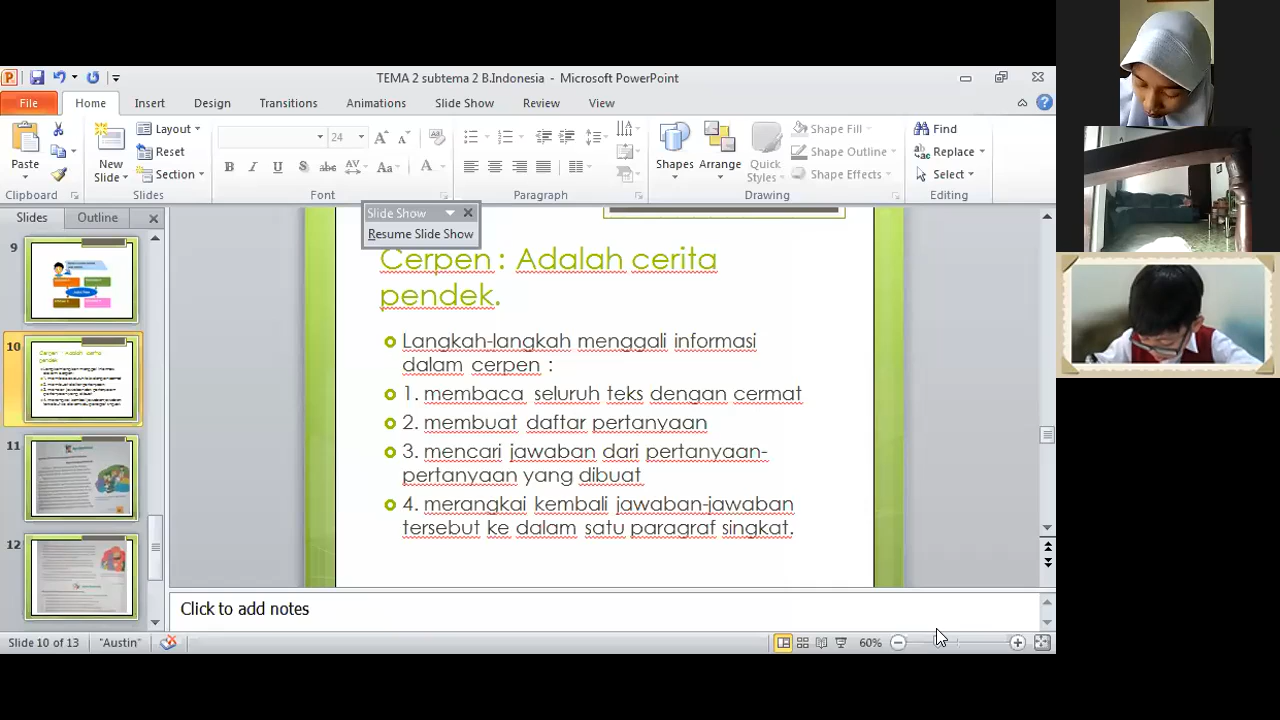 TEMA 2 subtema 2 B.Indonesia - Microsoft PowerPoint
File Home Insert Design Transitions Animations Slide Show Review View
Paste
Clipboard
New
Slide
Layout
Reset
Section
Slides
24
Font
Paragraph
Shapes
Arrange
Quick
Styles
Shape Fill
Shape Outline
Shape Effects
Drawing
Find
Replace
Select
Editing
Slides Outline
9
10
11
12
Slide Show
Resume Slide Show
Cerpen : Adalah cerita
pendek.
Langkah-langkah menggali informasi
dalam cerpen :
1. membaca seluruh teks dengan cermat
2. membuat daftar pertanyaan
3. mencari jawaban dari pertanyaan-
pertanyaan yang dibuat
4. merangkai kembali jawaban-jawaban
tersebut ke dalam satu paragraf singkat.
Click to add notes
Slide 10 of 13 "Austin" 60%